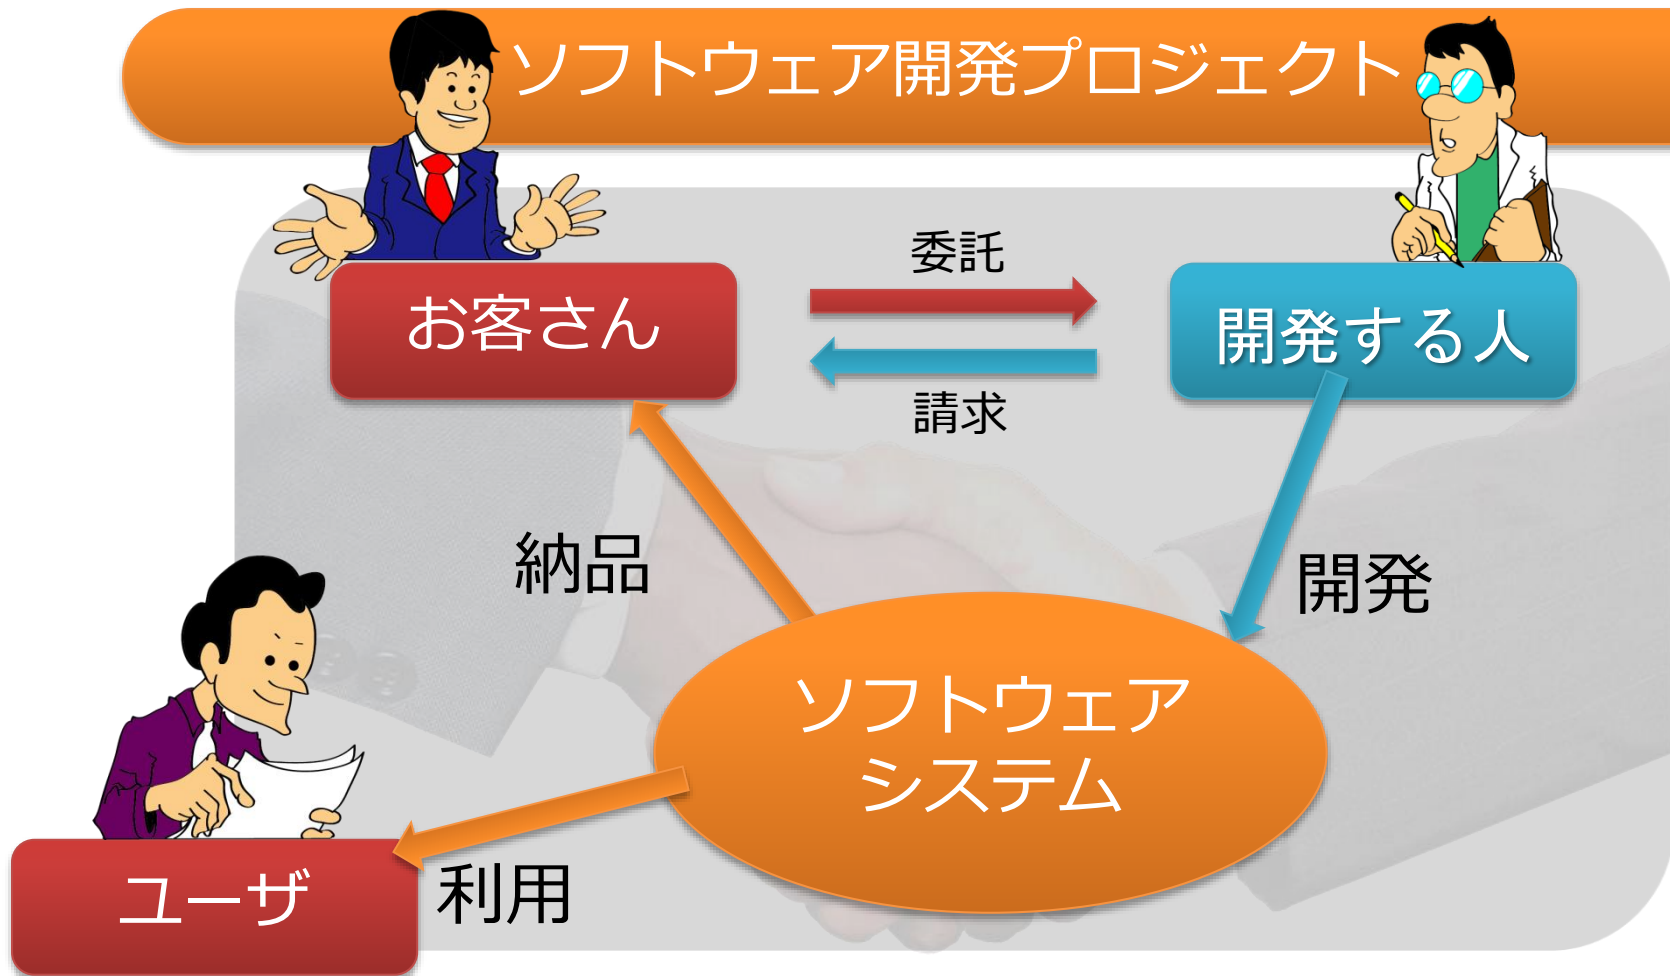 ソフトウェア開発プロジェクト
委託
お客さん
開発する人
請求
納品
開発
ソフトウェア
システム
ユーザ
利用